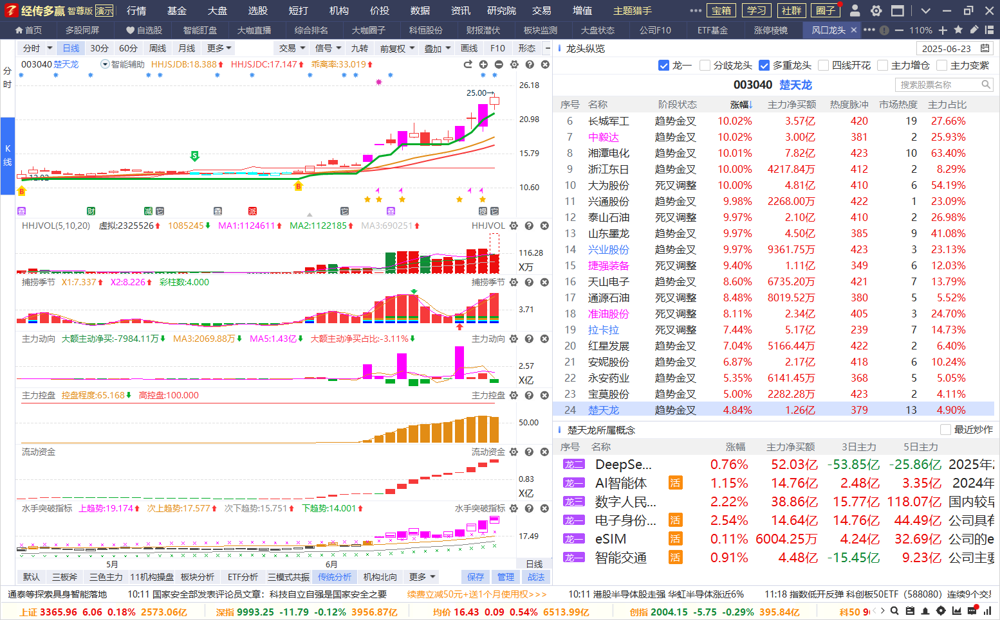 经传多赢 智尊版 演示 行情 基金 大盘 选股 短打 机构 价投 数据 资讯 研究院 交易 增值 主题猎手 宝箱 学习 社群 圈子
首页 多股同屏 自选股 智能盯盘 大咖直播 综合排名 大咖圈子 科恒股份 财报潜伏 板块监测 大盘状态 公司F10 ETF基金 涨停棱镜 风口龙头 110%
分时 日线 30分 60分 周线 月线 更多 交易 信号 九转 前复权 叠加 画线 F10 形态
003040 楚天龙 智能辅助 HHJSJDB:18.388 HHJSJDC:17.147 乖离率:33.019
分时
K线
26.18
25.00
20.98
15.79
10.60
S
B
B
叠 财 减 它 叠 派 它 叠 提 它
HHJVOL(5,10,20) 虚拟:2325526 1085245 MA1:1124611 MA2:1122185 MA3:690251 HHJVOL
116.28
X万
捕捞季节 X1:7.337 X2:8.226 彩柱数:4.000 捕捞季节
3.71
主力动向 大额主动净买:-7984.11万 MA3:2069.88万 MA5:1.43亿 大额主动净买占比:-3.11% 主力动向
2.57
X亿
主力控盘 控盘程度:65.168 高控盘:100.000 主力控盘
50.00
流动资金 流动资金
0.83
X亿
水手突破指标 上趋势:19.174 次上趋势:17.577 次下趋势:15.751 下趋势:14.001 水手突破指标
17.49
5月 6月 日线
默认 三板斧 三色主力 11机构操盘 板块分析 ETF分析 三模式共振 传统分析 机构北向 更多 保存 管理 战法
龙头纵览 2025-06-23
龙一 分歧龙头 多重龙头 四线开花 主力增仓 主力变紫
003040 楚天龙 搜索股票名称
序号 名称 阶段状态 涨幅↓ 主力净买额 热度脉冲 市场热度 主力占比
6 长城军工 趋势金叉 10.02% 3.57亿 420 19 27.66%
7 中毅达 趋势金叉 10.02% 3.00亿 381 2 25.93%
8 湘潭电化 趋势金叉 10.01% 7.82亿 423 10 63.40%
9 浙江东日 趋势金叉 10.00% 4217.84万 412 2 8.29%
10 大为股份 死叉调整 10.00% 4.81亿 410 6 54.19%
11 兴通股份 死叉调整 9.98% 2268.00万 422 1 23.09%
12 泰山石油 死叉调整 9.97% 2.10亿 410 2 26.98%
13 山东墨龙 趋势金叉 9.97% 4.50亿 385 9 41.08%
14 兴业股份 趋势金叉 9.97% 9361.75万 423 3 23.13%
15 捷强装备 死叉调整 9.40% 1.11亿 349 6 12.03%
16 天山电子 趋势金叉 8.60% 6735.20万 421 7 13.79%
17 通源石油 死叉调整 8.48% 8019.52万 380 5 5.52%
18 准油股份 死叉调整 8.11% 2.34亿 405 3 24.70%
19 拉卡拉 死叉调整 7.44% 5.17亿 239 7 14.73%
20 红星发展 趋势金叉 7.04% 5166.44万 422 2 6.40%
21 安妮股份 趋势金叉 6.87% 2.17亿 418 6 10.24%
22 永安药业 趋势金叉 5.35% 6141.45万 368 5 5.05%
23 宝莫股份 趋势金叉 5.00% 2282.28万 423 2 4.11%
24 楚天龙 趋势金叉 4.84% 1.26亿 379 13 4.90%
楚天龙所属概念 最近炒作
序号 名称 涨幅 主力净买额 3日主力 5日主力
龙二 DeepSe... 0.76% 52.03亿 -53.85亿 -25.86亿 2025年
龙一 AI智能体 活 1.15% 14.76亿 2.48亿 3.35亿 2024年
龙三 数字人民... 2.22% 38.86亿 15.77亿 118.07亿 国内较早
龙一 电子身份... 活 2.54% 14.64亿 14.76亿 44.49亿 公司具有
龙一 eSIM 活 0.11% 6004.25万 4.24亿 32.69亿 公司的e
龙一 智能交通 活 0.91% 4.48亿 -15.45亿 9.23亿 公司主要
通泰等探索具身智能落地 10:11 国家安全部发表评论员文章：科技自立自强是国家安全之要 续费立减50元+送1个月使用权>>> 10:11 港股半导体股走强 华虹半导体涨近6% 11:18 指数低开反弹 科创板50ETF（588080）连续9个交易
上证 3365.96 6.06 0.18% 2573.06亿 深指 9993.25 -11.79 -0.12% 3956.87亿 均价 16.43 0.09 0.54% 6513.99亿 创指 2004.15 -5.75 -0.29% 395.84亿 科50